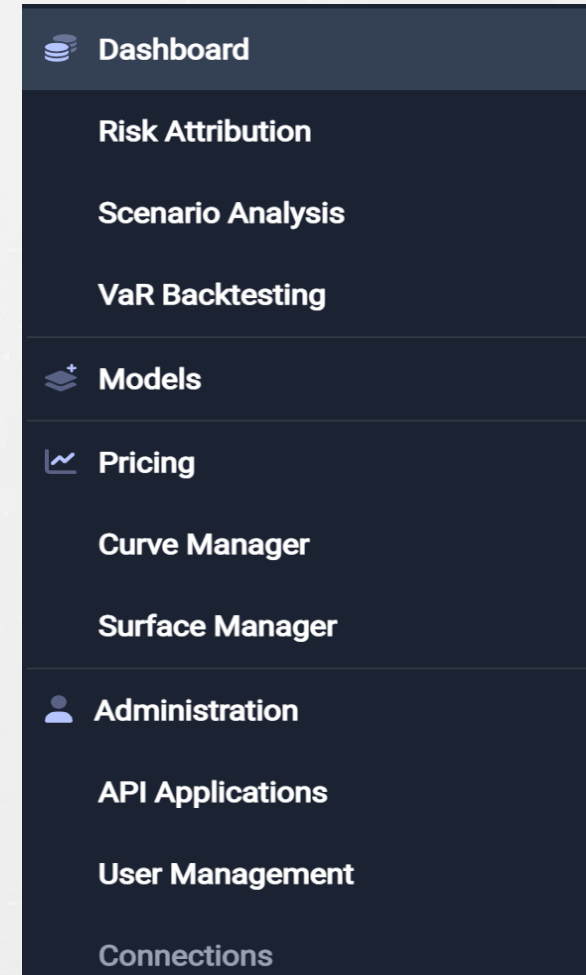 Dashboard
Risk Attribution
Scenario Analysis
VaR Backtesting
Models
Pricing
Curve Manager
Surface Manager
Administration
API Applications
User Management
Connections